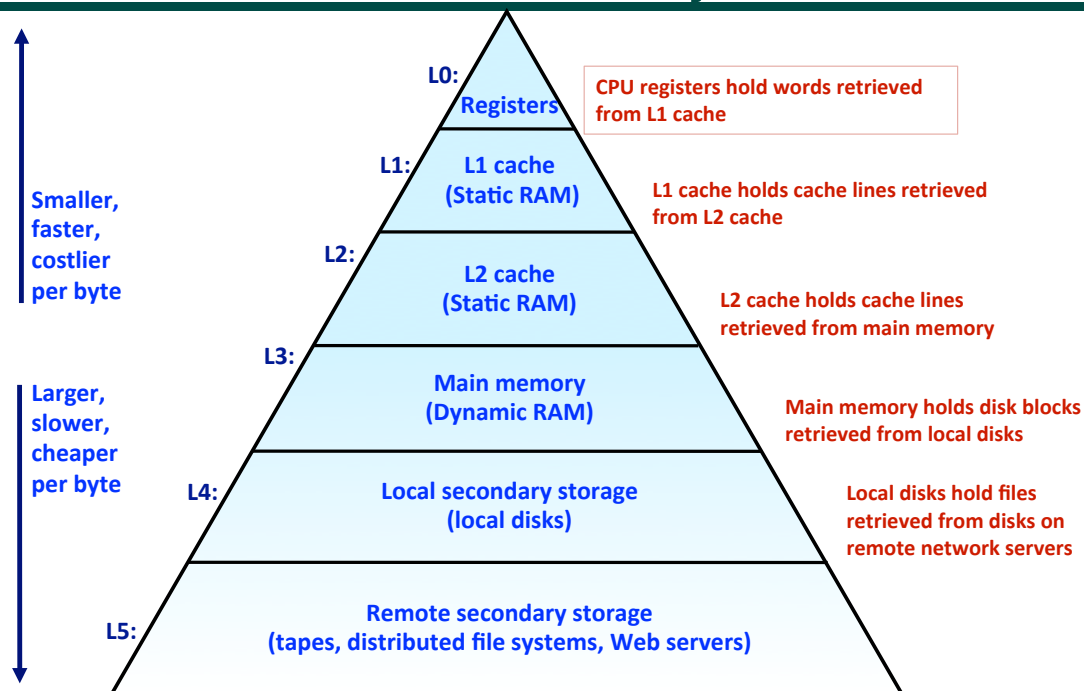 L0:
Registers
CPU registers hold words retrieved
from L1 cache
L1:
L1 cache
(Static RAM)
L1 cache holds cache lines retrieved
from L2 cache
Smaller,
faster,
costlier
per byte
L2:
L2 cache
(Static RAM)
L2 cache holds cache lines
retrieved from main memory
L3:
Main memory
(Dynamic RAM)
Main memory holds disk blocks
retrieved from local disks
Larger,
slower,
cheaper
per byte
L4:
Local secondary storage
(local disks)
Local disks hold files
retrieved from disks on
remote network servers
L5:
Remote secondary storage
(tapes, distributed file systems, Web servers)